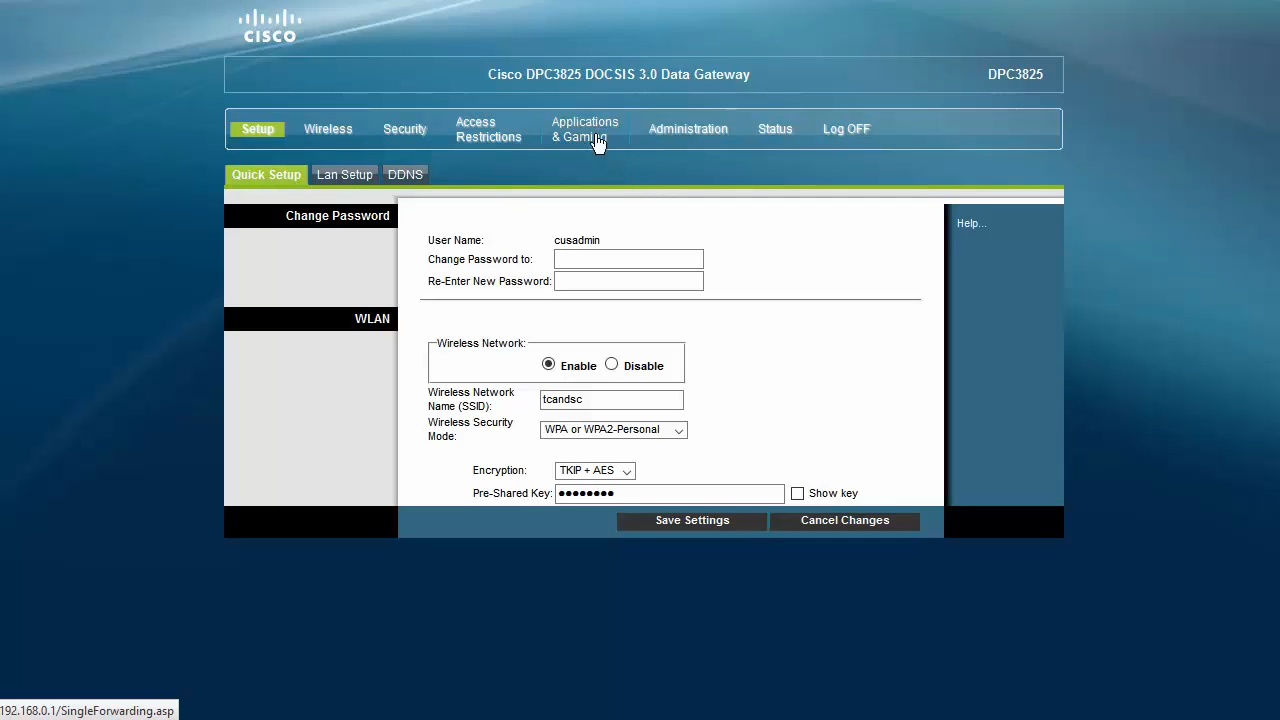 CISCO
Cisco DPC3825 DOCSIS 3.0 Data Gateway
DPC3825
Setup
Wireless
Security
Access
Restrictions
Applications
& Gaming
Administration
Status
Log OFF
Quick Setup
Lan Setup
DDNS
Change Password
Help...
User Name:
cusadmin
Change Password to:
Re-Enter New Password:
WLAN
Wireless Network:
Enable
Disable
Wireless Network
Name (SSID):
tcandsc
Wireless Security
Mode:
WPA or WPA2-Personal
Encryption:
TKIP + AES
Pre-Shared Key:
••••••••
Show key
Save Settings
Cancel Changes
192.168.0.1/SingleForwarding.asp